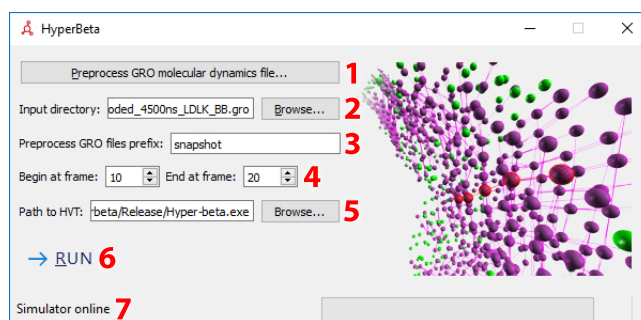 HyperBeta
Preprocess GRO molecular dynamics file... 1
Input directory: oded_4500ns_LDLK_BB.gro Browse... 2
Preprocess GRO files prefix: snapshot 3
Begin at frame: 10 End at frame: 20 4
Path to HVT: rbeta/Release/Hyper-beta.exe Browse... 5
→ RUN 6
Simulator online 7